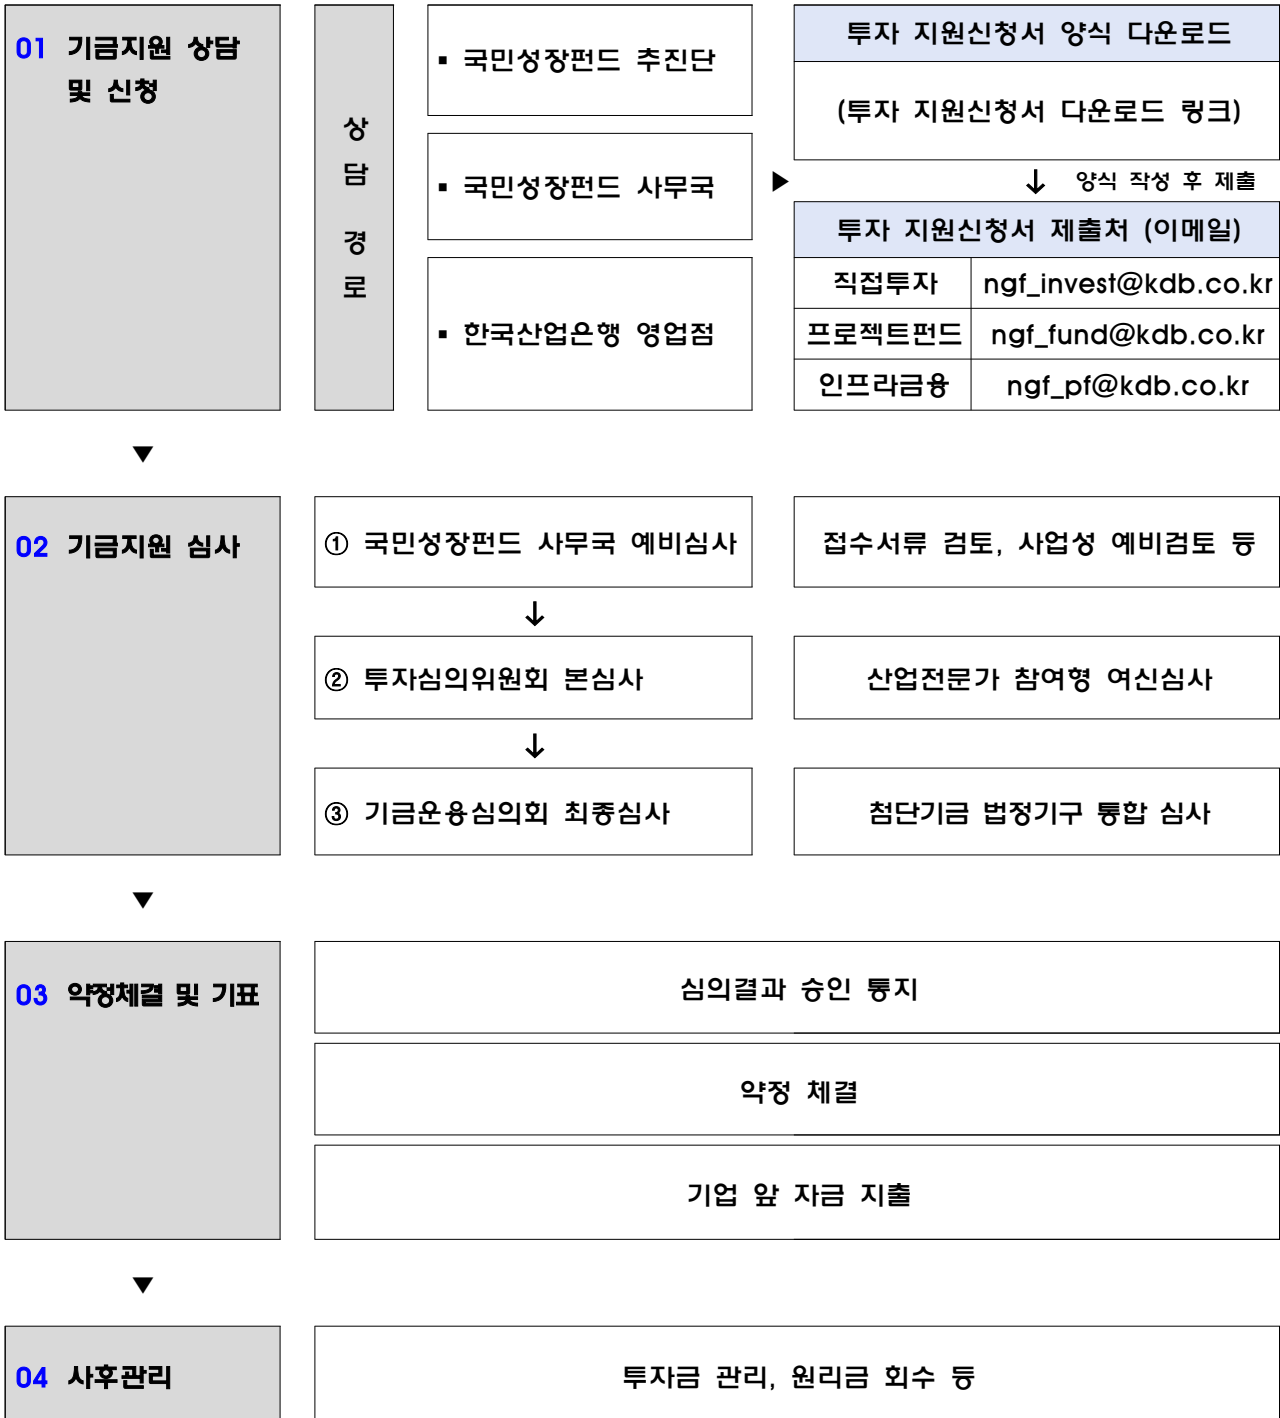 01 기금지원 상담
및 신청
상
담
경
로
▪ 국민성장펀드 추진단
▪ 국민성장펀드 사무국
▪ 한국산업은행 영업점
▶
투자 지원신청서 양식 다운로드
(투자 지원신청서 다운로드 링크)
↓ 양식 작성 후 제출
투자 지원신청서 제출처 (이메일)
직접투자 ngf_invest@kdb.co.kr
프로젝트펀드 ngf_fund@kdb.co.kr
인프라금융 ngf_pf@kdb.co.kr
▼
02 기금지원 심사
① 국민성장펀드 사무국 예비심사
접수서류 검토, 사업성 예비검토 등
↓
② 투자심의위원회 본심사
산업전문가 참여형 여신심사
↓
③ 기금운용심의회 최종심사
첨단기금 법정기구 통합 심사
▼
03 약정체결 및 기표
심의결과 승인 통지
약정 체결
기업 앞 자금 지출
▼
04 사후관리
투자금 관리, 원리금 회수 등